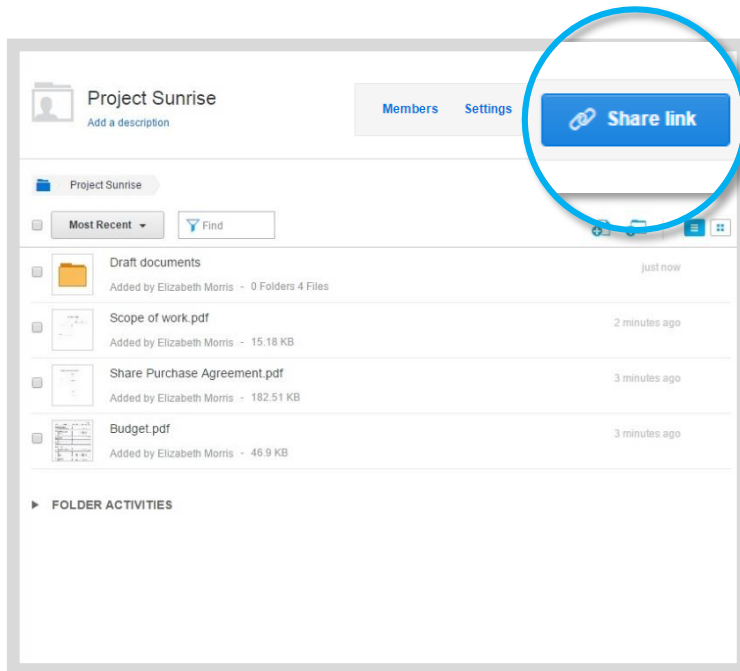 Project Sunrise
Add a description
Members Settings
Share link
Project Sunrise
Most Recent
Find
Draft documents
just now
Added by Elizabeth Morris - 0 Folders 4 Files
Scope of work.pdf
2 minutes ago
Added by Elizabeth Morris - 15.18 KB
Share Purchase Agreement.pdf
3 minutes ago
Added by Elizabeth Morris - 182.51 KB
Budget.pdf
3 minutes ago
Added by Elizabeth Morris - 46.9 KB
FOLDER ACTIVITIES